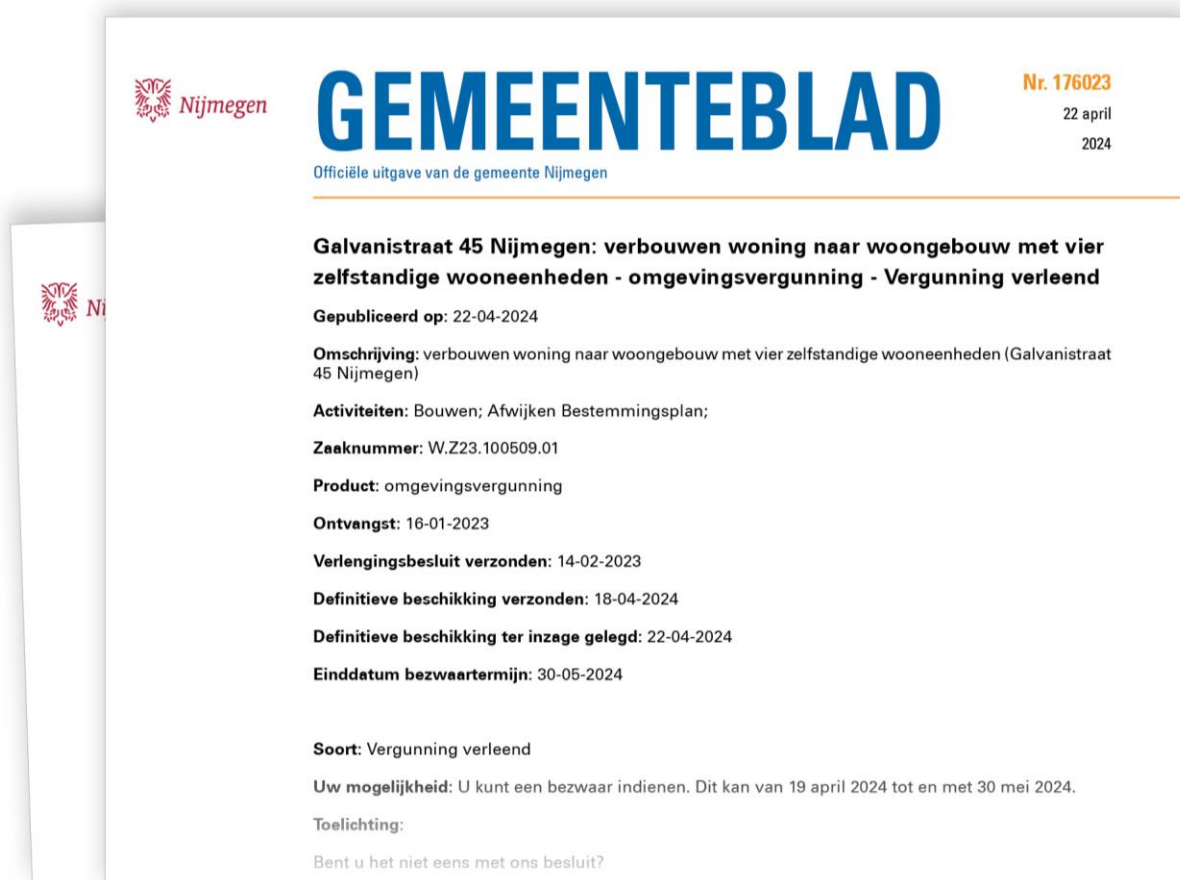 Nijmegen
GEMEENTEBLAD
Officiële uitgave van de gemeente Nijmegen
Nr. 176023
22 april
2024
Galvanistraat 45 Nijmegen: verbouwen woning naar woongebouw met vier
zelfstandige wooneenheden - omgevingsvergunning - Vergunning verleend
Gepubliceerd op: 22-04-2024
Omschrijving: verbouwen woning naar woongebouw met vier zelfstandige wooneenheden (Galvanistraat
45 Nijmegen)
Activiteiten: Bouwen; Afwijken Bestemmingsplan;
Zaaknummer: W.Z23.100509.01
Product: omgevingsvergunning
Ontvangst: 16-01-2023
Verlengingsbesluit verzonden: 14-02-2023
Definitieve beschikking verzonden: 18-04-2024
Definitieve beschikking ter inzage gelegd: 22-04-2024
Einddatum bezwaartermijn: 30-05-2024
Soort: Vergunning verleend
Uw mogelijkheid: U kunt een bezwaar indienen. Dit kan van 19 april 2024 tot en met 30 mei 2024.
Toelichting:
Bent u het niet eens met ons besluit?
Ni